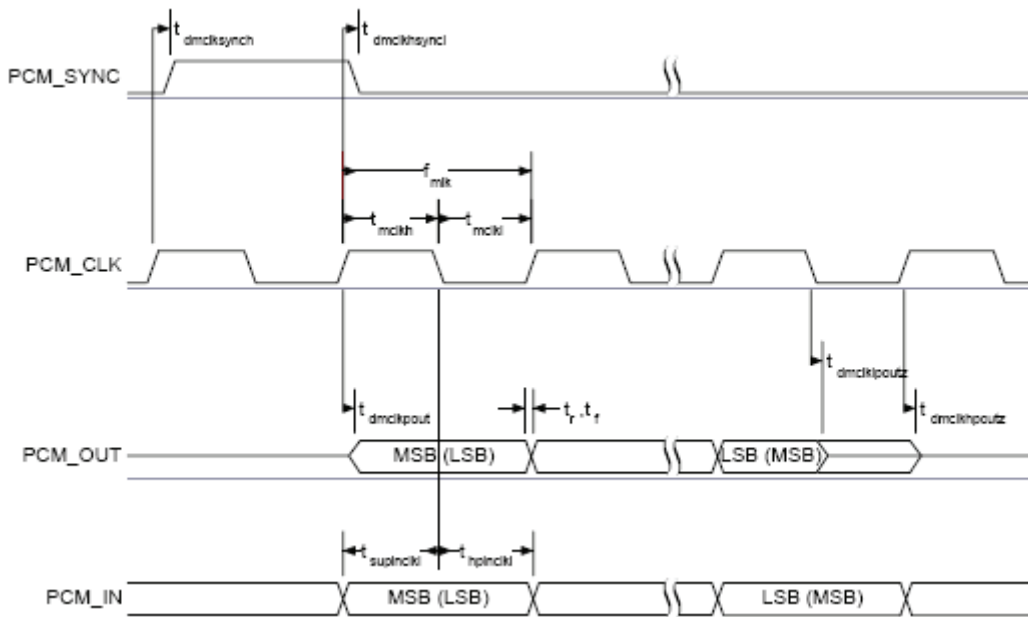 t dmclksynch
t dmclkhsyncl
PCM_SYNC
f mlk
t mclkh
t mclkl
PCM_CLK
t dmclklpoutz
t dmclkpout
t r , t f
t dmclkhpoutz
PCM_OUT
MSB (LSB)
LSB (MSB)
t supinclkl
t hpinclkl
PCM_IN
MSB (LSB)
LSB (MSB)